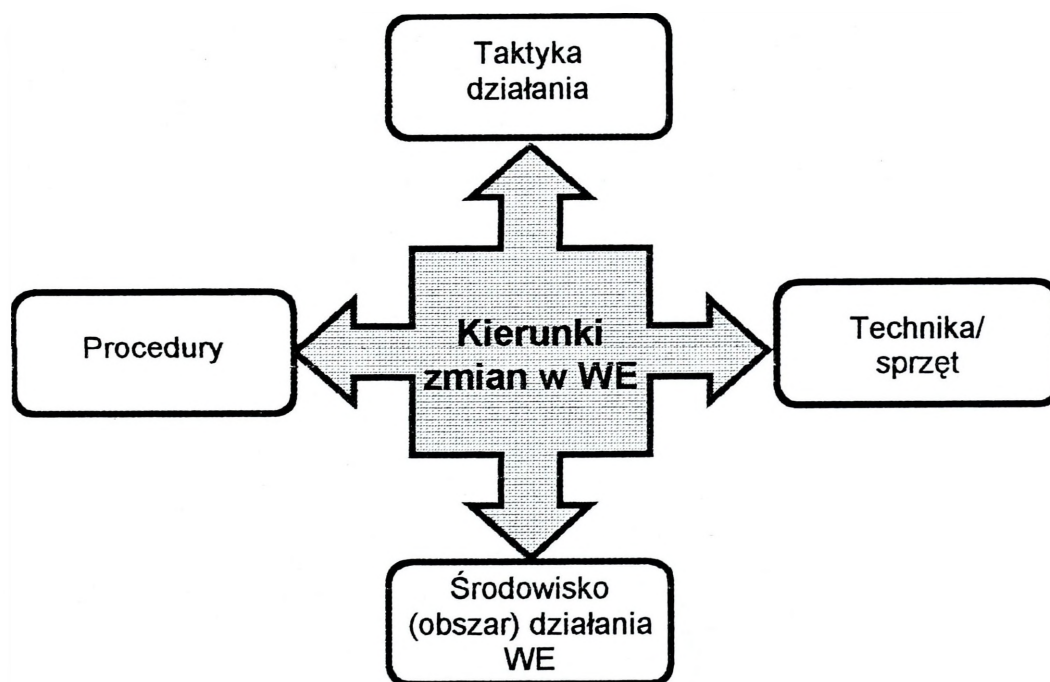 Taktyka
działania
Procedury
Kierunki
zmian w WE
Technika/
sprzęt
Środowisko
(obszar) działania
WE